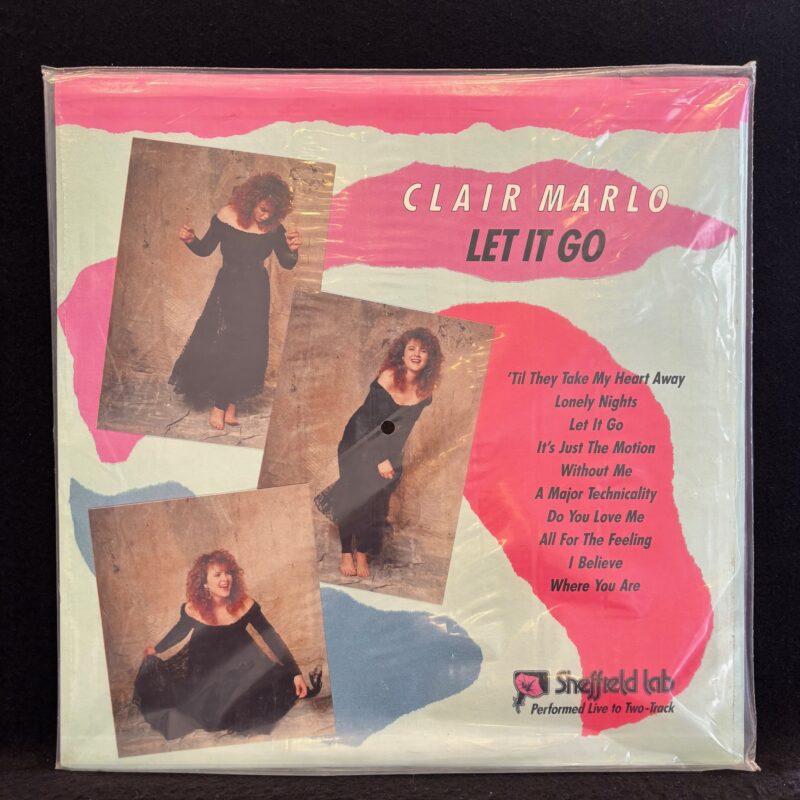 CLAIR MARLO
LET IT GO
'Til They Take My Heart Away
Lonely Nights
Let It Go
It's Just The Motion
Without Me
A Major Technicality
Do You Love Me
All For The Feeling
I Believe
Where You Are
Sheffield Lab
Performed Live to Two-Track